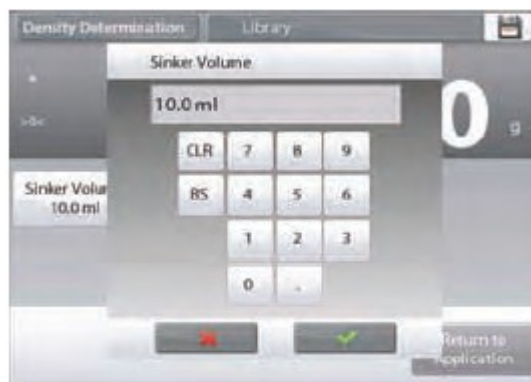 Density Determination
Library
Sinker Volume
10.0 ml
0
g
>0<
CLR 7 8 9
BS 4 5 6
1 2 3
0 .
Sinker Volu
10.0 ml
Return to
Application